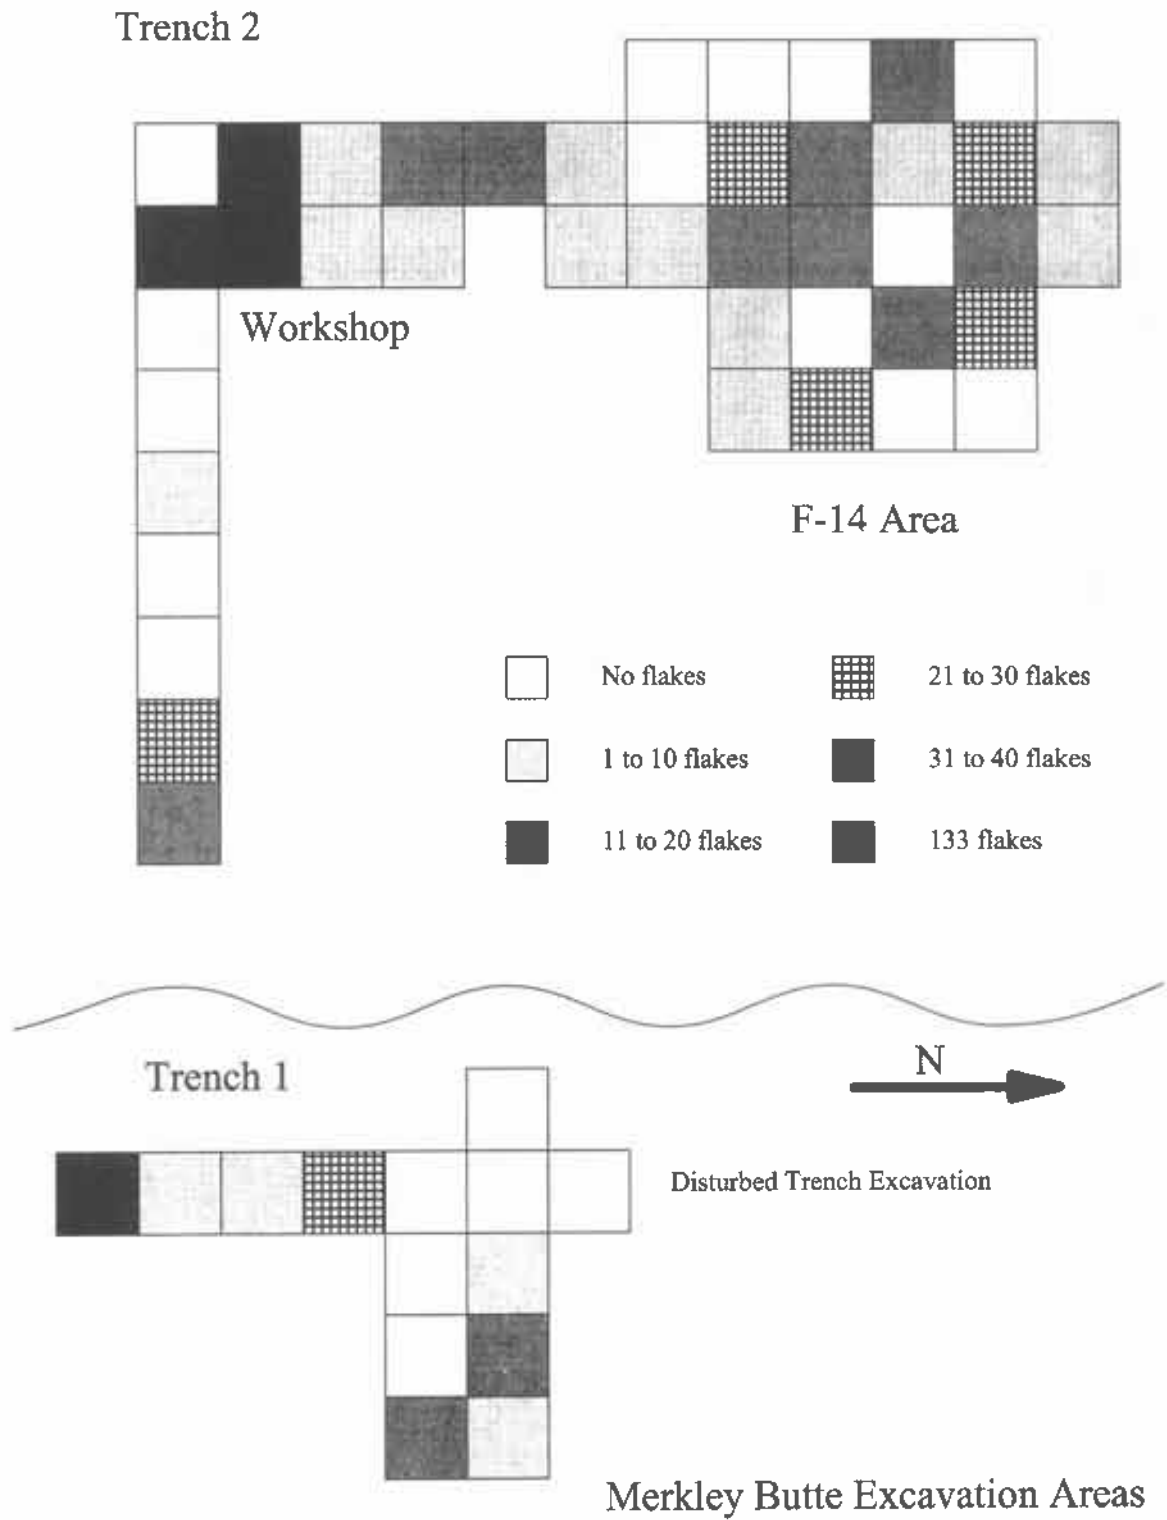 Trench 2
Workshop
F-14 Area
No flakes
21 to 30 flakes
1 to 10 flakes
31 to 40 flakes
11 to 20 flakes
133 flakes
Trench 1
N
Disturbed Trench Excavation
Merkley Butte Excavation Areas